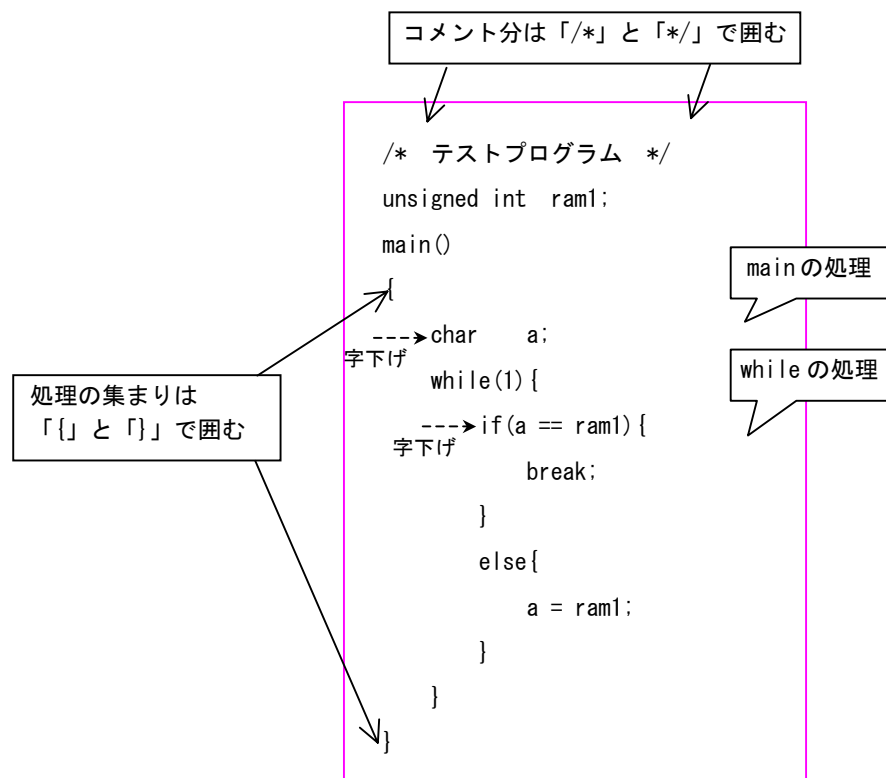 コメント分は「/*」と「*/」で囲む
/*　テストプログラム　*/
unsigned int  ram1;
main()
mainの処理
{
char    a;
字下げ
while(1){
whileの処理
処理の集まりは
「{」と「}」で囲む
if(a == ram1){
字下げ
break;
}
else{
a = ram1;
}
}
}